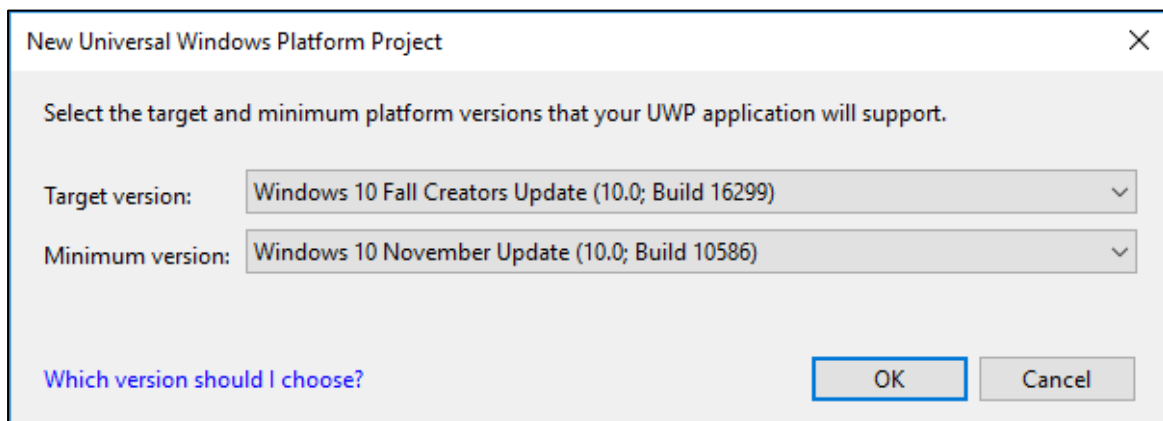 New Universal Windows Platform Project
Select the target and minimum platform versions that your UWP application will support.
Target version: Windows 10 Fall Creators Update (10.0; Build 16299)
Minimum version: Windows 10 November Update (10.0; Build 10586)
Which version should I choose? OK Cancel